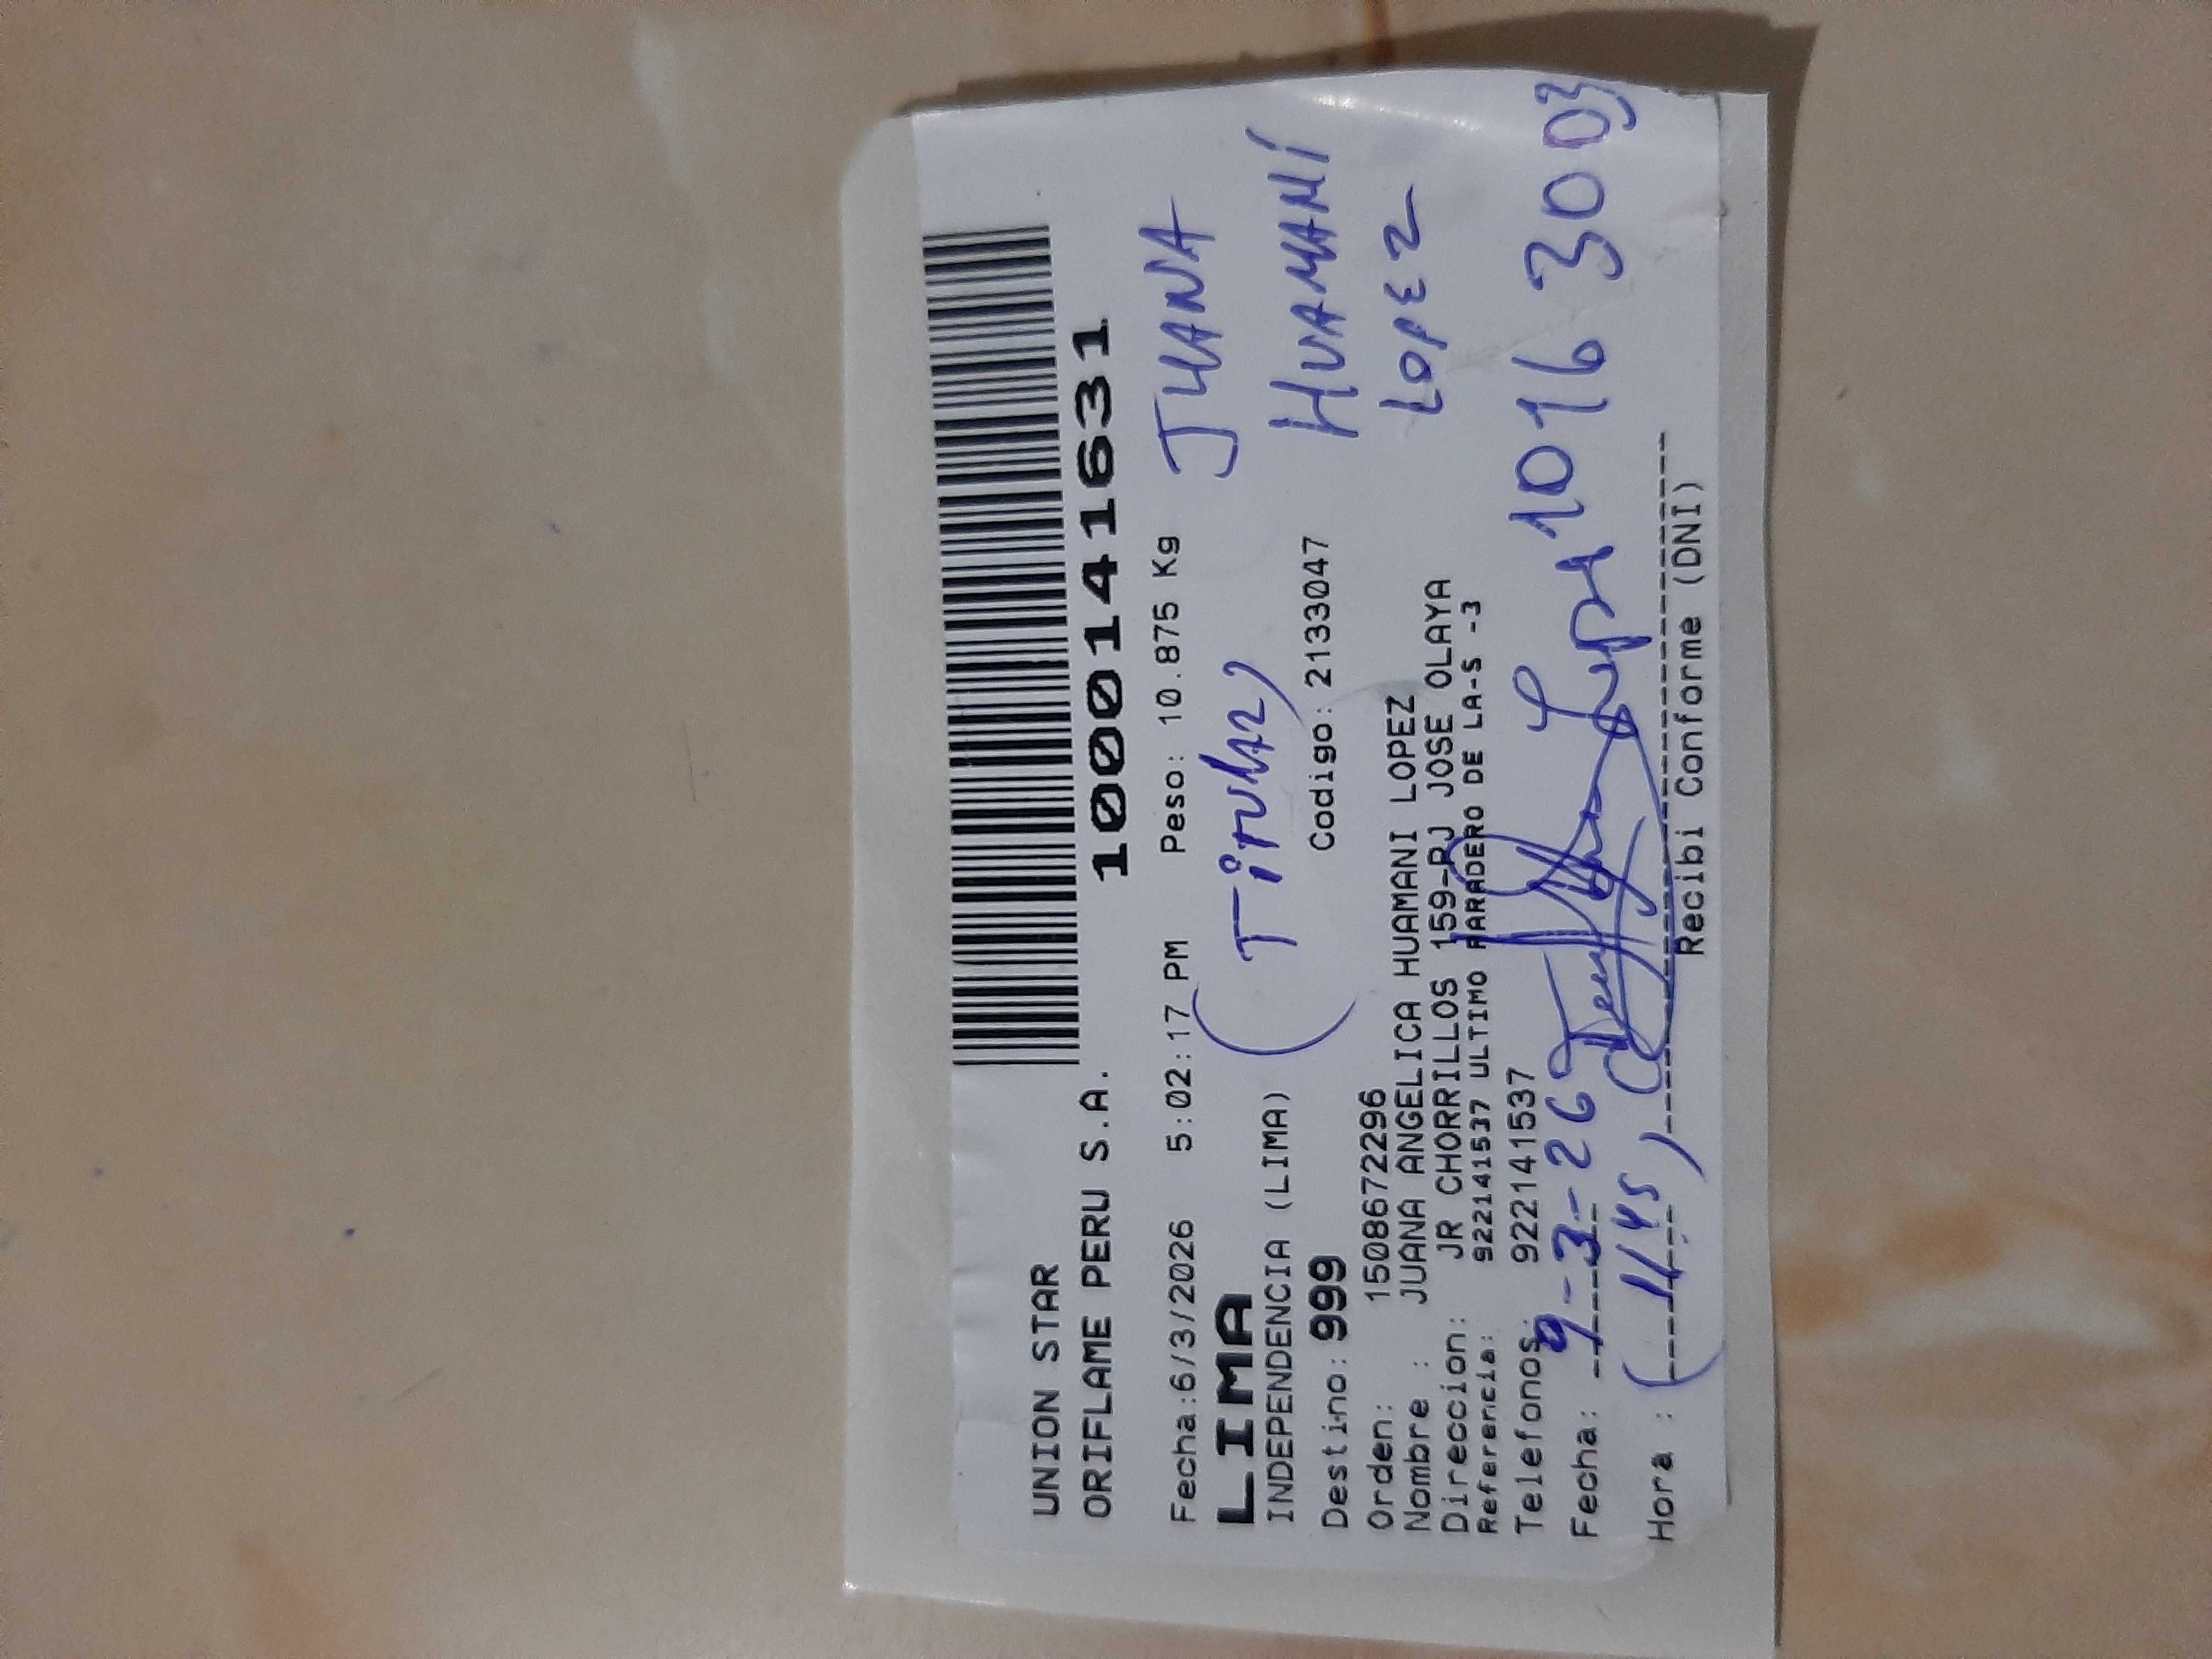 UNION STAR
ORIFLAME PERU S.A. 1000141631
Fecha:6/3/2026 5:02:17 PM Peso: 10.875 Kg JUANA
LIMA (TiTULAR)
INDEPENDENCIA (LIMA) HUAMANÍ
Destino: 999 Codigo: 2133047
LOPEZ
Orden: 1508672296
Nombre : JUANA ANGELICA HUAMANI LOPEZ
Direccion: JR CHORRILLOS 159-PJ JOSE OLAYA
Referencia: 922141537 ULTIMO PARADERO DE LA-S -3
Telefonos: 922141537
Fecha: 9-3-26 10163003
Hora : (1145)
Recibi Conforme (DNI)